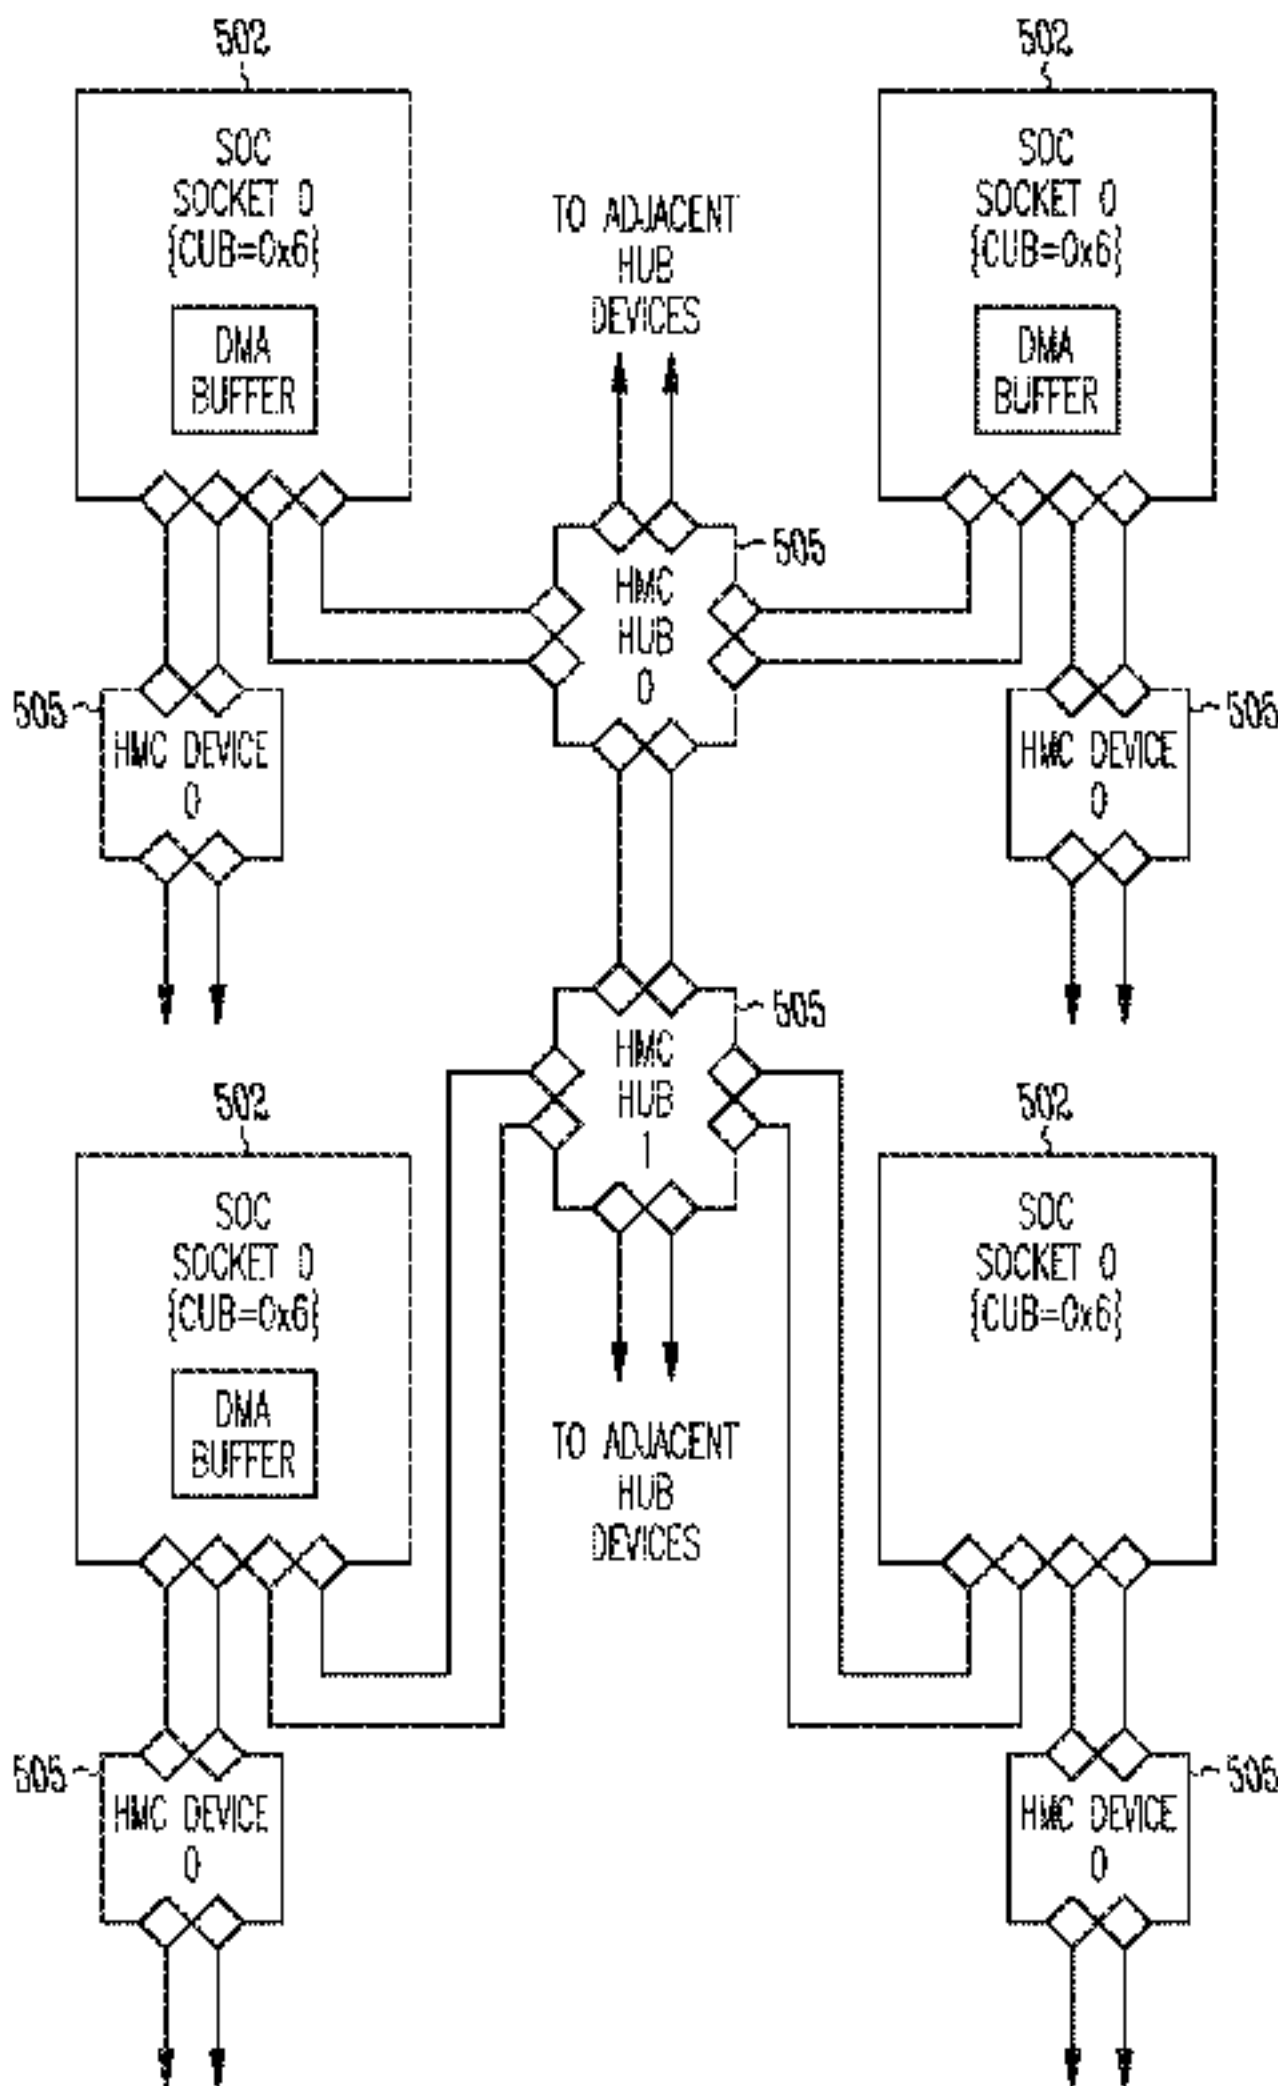 502
502
SOC
SOCKET 0
{CUB=0x6}
DMA
BUFFER
TO ADJACENT
HUB
DEVICES
SOC
SOCKET 0
{CUB=0x6}
DMA
BUFFER
505
HMC
HUB
0
505
HMC DEVICE
0
505
HMC DEVICE
0
505
HMC
HUB
1
502
502
SOC
SOCKET 0
{CUB=0x6}
DMA
BUFFER
SOC
SOCKET 0
{CUB=0x6}
TO ADJACENT
HUB
DEVICES
505
HMC DEVICE
0
505
HMC DEVICE
0